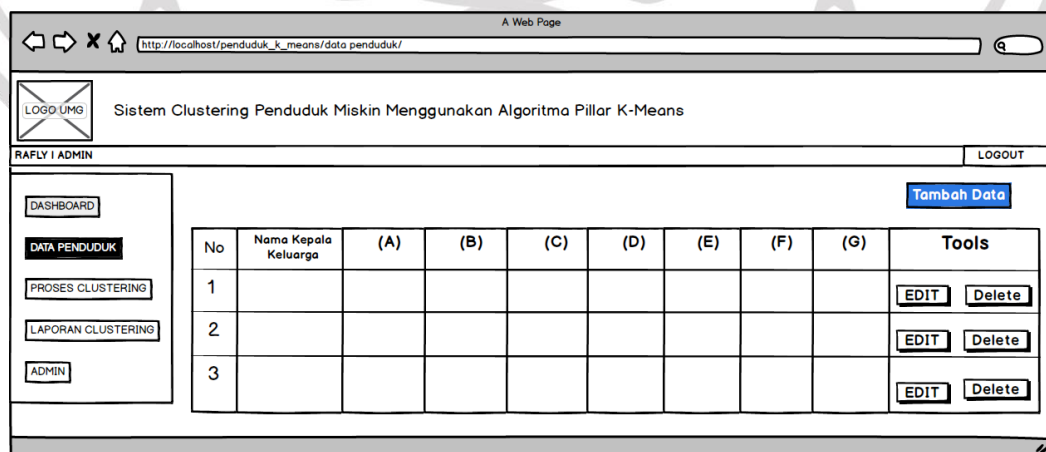 A Web Page
http://localhost/penduduk_k_means/data penduduk/
LOGO UMG
Sistem Clustering Penduduk Miskin Menggunakan Algoritma Pillar K-Means
RAFLY I ADMIN
LOGOUT
DASHBOARD
DATA PENDUDUK
PROSES CLUSTERING
LAPORAN CLUSTERING
ADMIN
Tambah Data
No Nama Kepala Keluarga (A) (B) (C) (D) (E) (F) (G) Tools
1 EDIT Delete
2 EDIT Delete
3 EDIT Delete